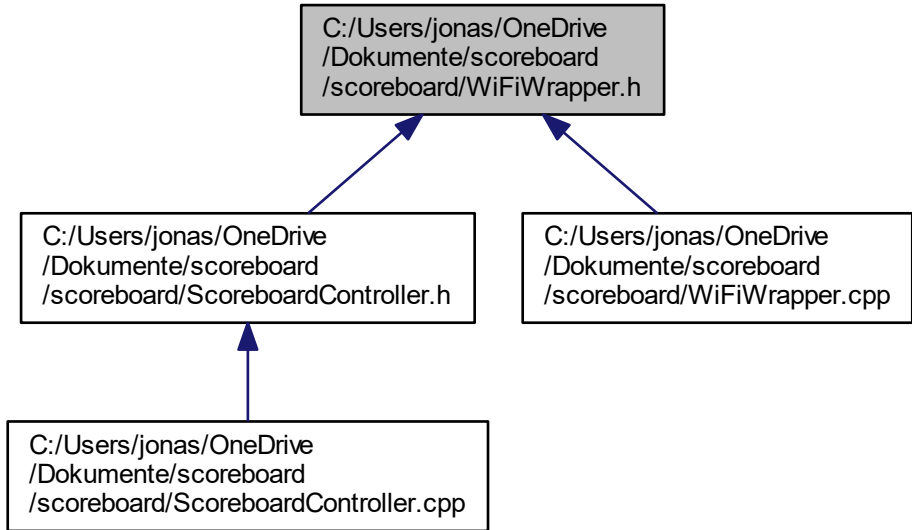 C:/Users/jonas/OneDrive
/Dokumente/scoreboard
/scoreboard/WiFiWrapper.h
C:/Users/jonas/OneDrive
/Dokumente/scoreboard
/scoreboard/ScoreboardController.h
C:/Users/jonas/OneDrive
/Dokumente/scoreboard
/scoreboard/WiFiWrapper.cpp
C:/Users/jonas/OneDrive
/Dokumente/scoreboard
/scoreboard/ScoreboardController.cpp